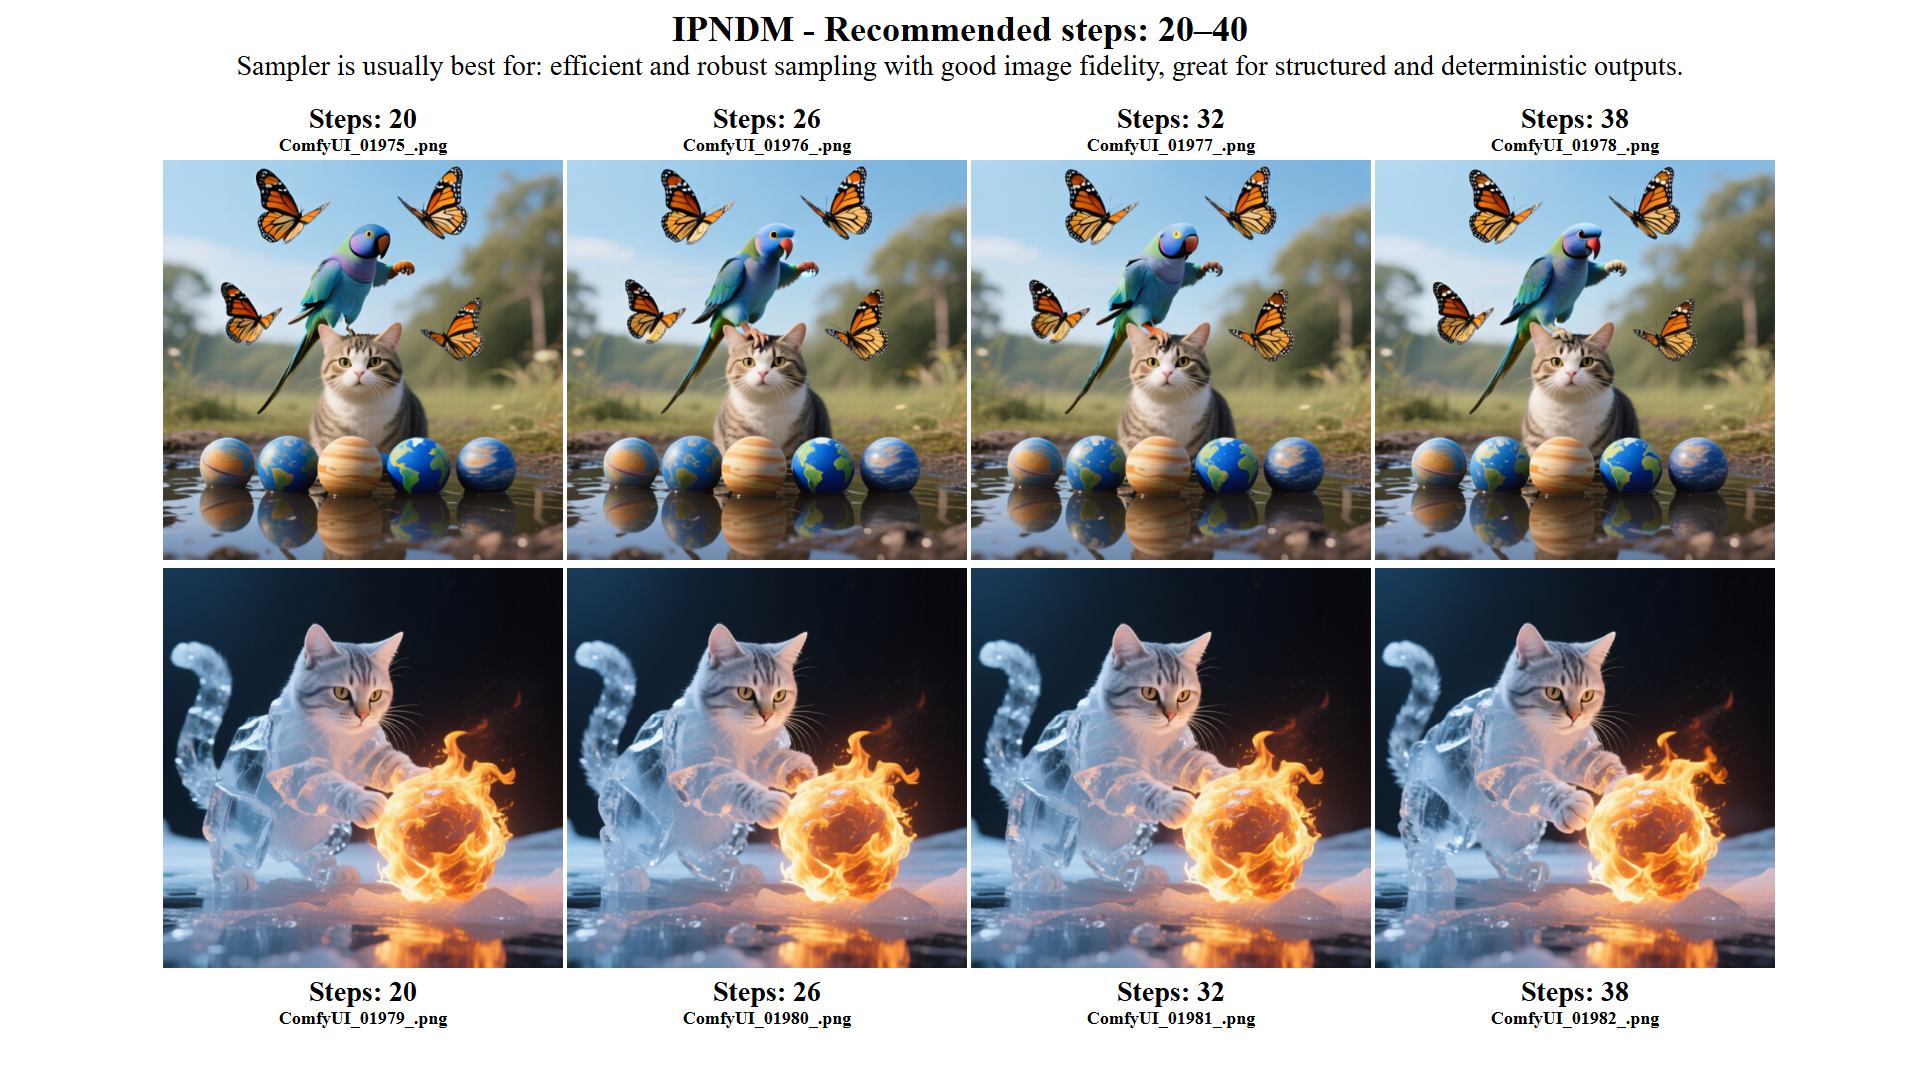 IPNDM - Recommended steps: 20–40
Sampler is usually best for: efficient and robust sampling with good image fidelity, great for structured and deterministic outputs.
Steps: 20
ComfyUI_01975_.png
Steps: 26
ComfyUI_01976_.png
Steps: 32
ComfyUI_01977_.png
Steps: 38
ComfyUI_01978_.png
Steps: 20
ComfyUI_01979_.png
Steps: 26
ComfyUI_01980_.png
Steps: 32
ComfyUI_01981_.png
Steps: 38
ComfyUI_01982_.png